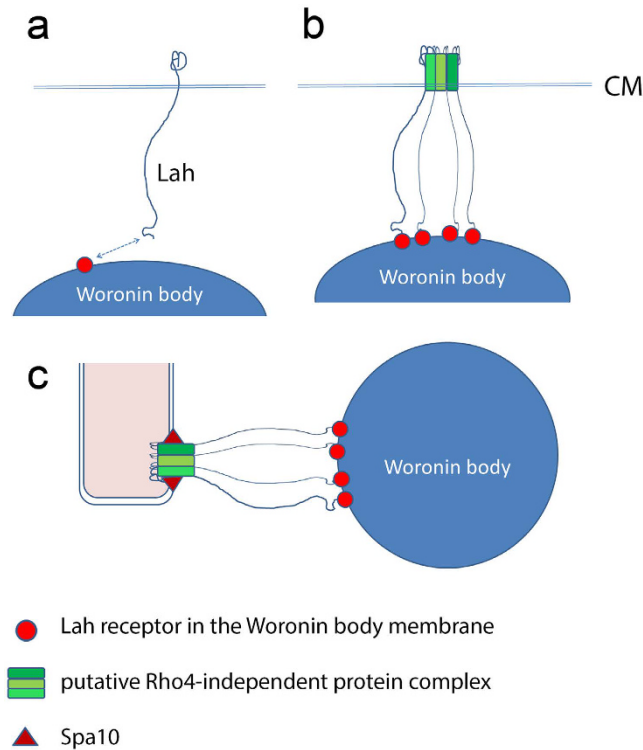 a
b
CM
Lah
Woronin body
Woronin body
c
Woronin body
Lah receptor in the Woronin body membrane
putative Rho4-independent protein complex
Spa10